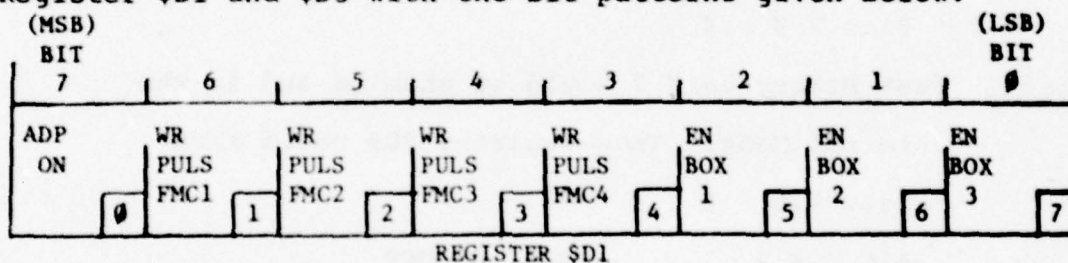 Register $D1 and $D3 with the bit patterns given below.
(MSB) (LSB)
BIT BIT
7 6 5 4 3 2 1 0
ADP WR WR WR WR EN EN EN
ON PULS PULS PULS PULS BOX BOX BOX
FMC1 FMC2 FMC3 FMC4 1 2 3
0 1 2 3 4 5 6 7
REGISTER $D1